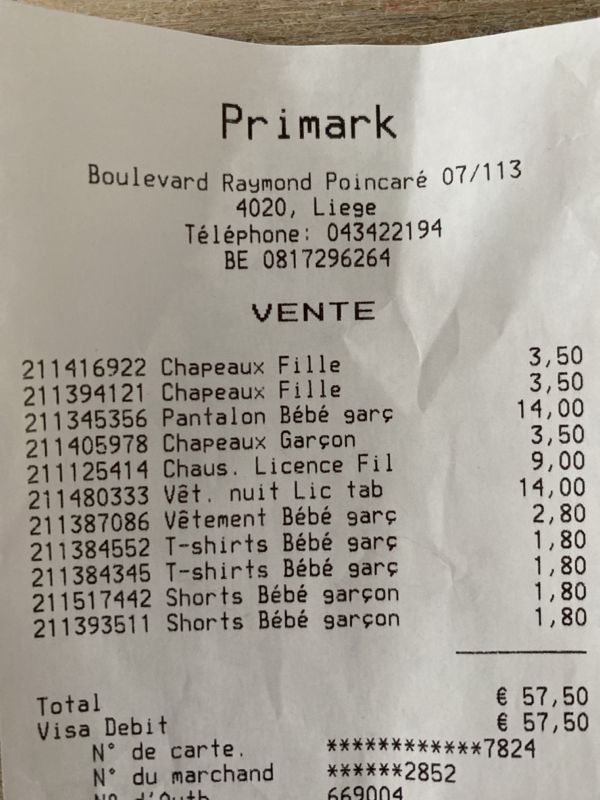 Primark
Boulevard Raymond Poincaré 07/113
4020, Liege
Téléphone: 043422194
BE 0817296264
VENTE
211416922 Chapeaux Fille 3,50
211394121 Chapeaux Fille 3,50
211345356 Pantalon Bébé garç 14,00
211405978 Chapeaux Garçon 3,50
211125414 Chaus. Licence Fil 9,00
211480333 Vêt. nuit Lic tab 14,00
211387086 Vêtement Bébé garç 2,80
211384552 T-shirts Bébé garç 1,80
211384345 T-shirts Bébé garç 1,80
211517442 Shorts Bébé garçon 1,80
211393511 Shorts Bébé garçon 1,80
Total € 57,50
Visa Debit € 57,50
N° de carte. ************7824
N° du marchand ******2852
N° d'Auth 669004